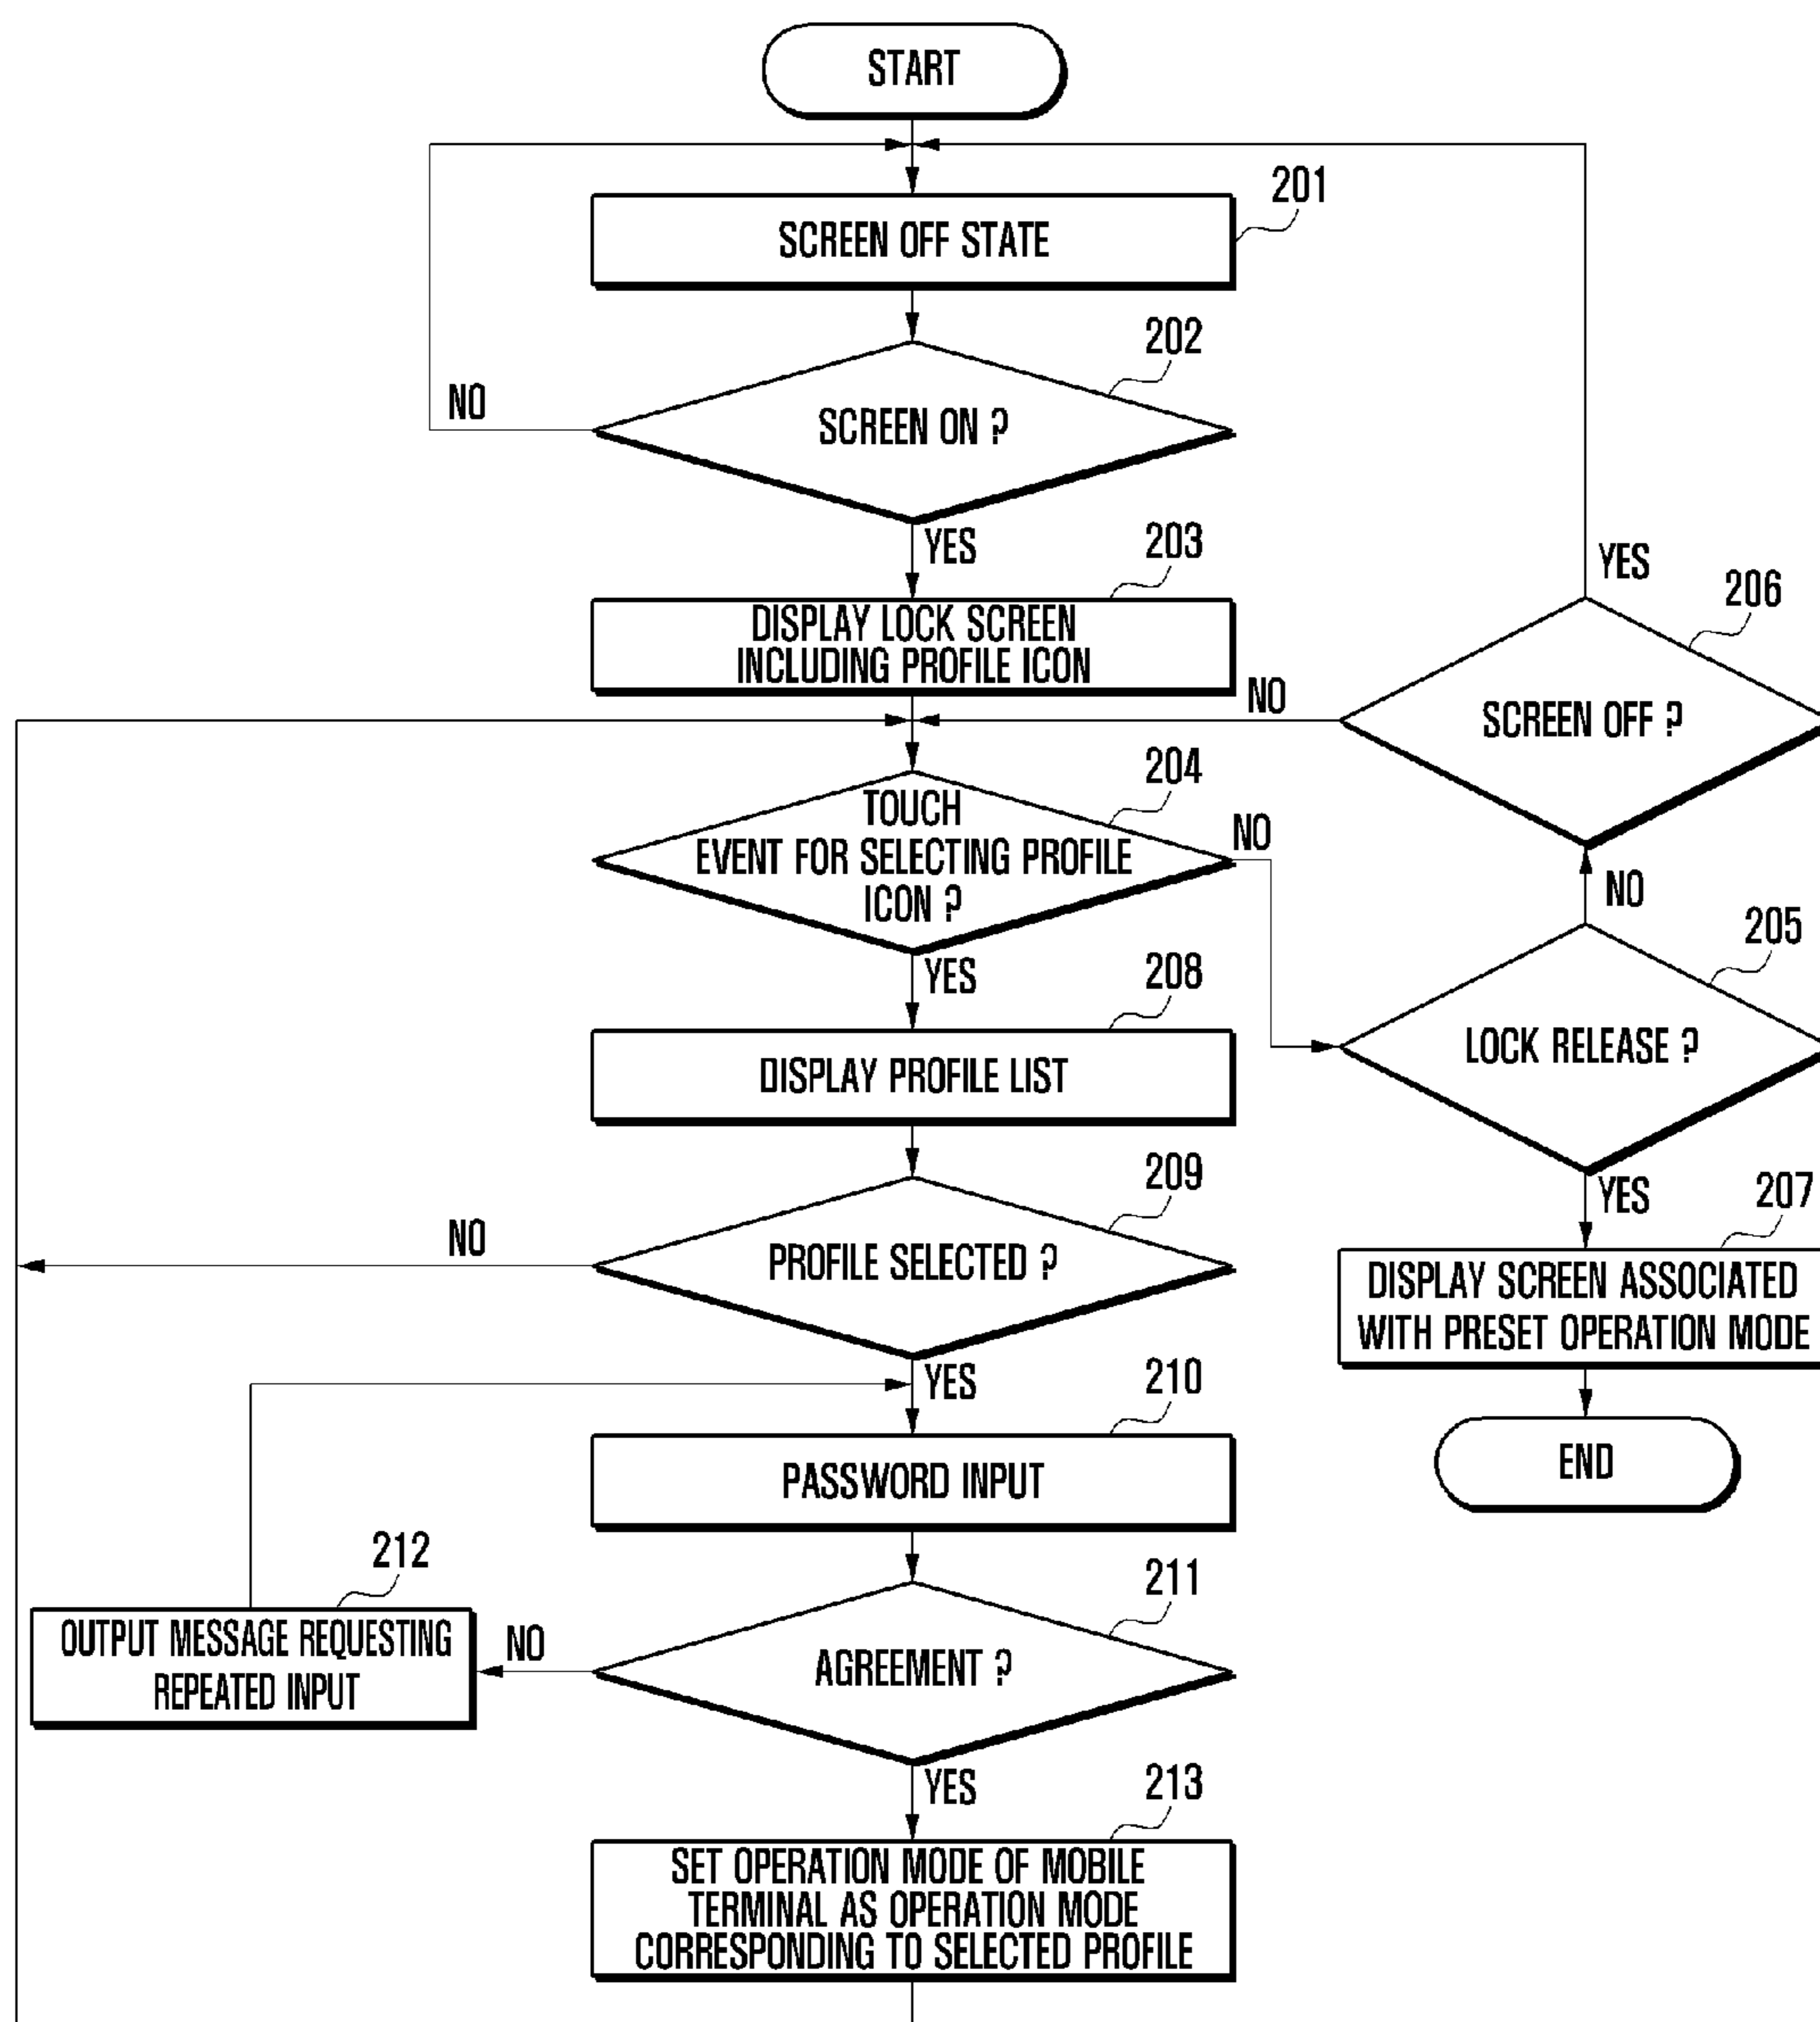 START
201
SCREEN OFF STATE
202
NO
SCREEN ON ?
YES
203
DISPLAY LOCK SCREEN
INCLUDING PROFILE ICON
YES
206
NO
SCREEN OFF ?
204
TOUCH
EVENT FOR SELECTING PROFILE
ICON ?
NO
NO
205
YES
208
LOCK RELEASE ?
DISPLAY PROFILE LIST
209
YES
207
NO
PROFILE SELECTED ?
DISPLAY SCREEN ASSOCIATED
WITH PRESET OPERATION MODE
YES
210
END
PASSWORD INPUT
212
211
OUTPUT MESSAGE REQUESTING
REPEATED INPUT
NO
AGREEMENT ?
YES
213
SET OPERATION MODE OF MOBILE
TERMINAL AS OPERATION MODE
CORRESPONDING TO SELECTED PROFILE